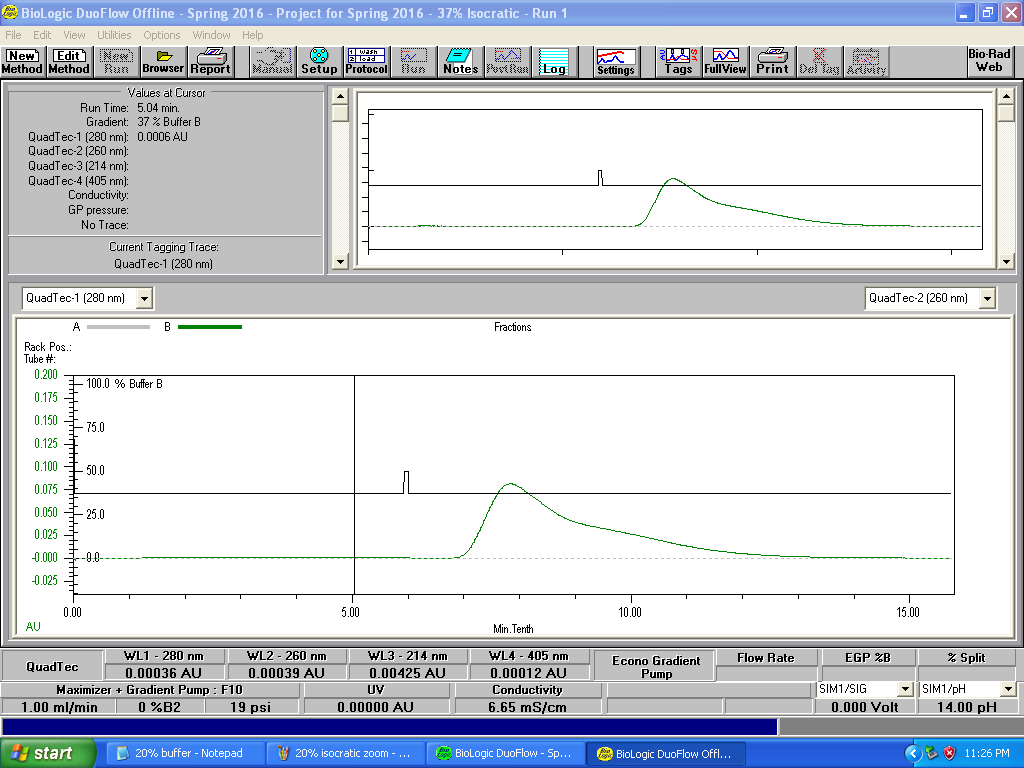 BioLogic DuoFlow Offline - Spring 2016 - Project for Spring 2016 - 37% Isocratic - Run 1
File Edit View Utilities Options Window Help
New Method Edit Method New Run Browser Report Manual Setup Protocol Run Notes PostRun Log Settings Tags FullView Print DelTag Activity Bio-Rad Web
Values at Cursor
Run Time: 5.04 min.
Gradient: 37 % Buffer B
QuadTec-1 (280 nm): 0.0006 AU
QuadTec-2 (260 nm):
QuadTec-3 (214 nm):
QuadTec-4 (405 nm):
Conductivity:
GP pressure:
No Trace:
Current Tagging Trace:
QuadTec-1 (280 nm)
QuadTec-1 (280 nm) QuadTec-2 (260 nm)
A B Fractions
Rack Pos.:
Tube #:
0.200 100.0 % Buffer B
0.175
0.150 75.0
0.125
0.100 50.0
0.075
0.050 25.0
0.025
-0.000 0.0
-0.025
0.00 5.00 10.00 15.00
AU Min.Tenth
QuadTec WL1 - 280 nm WL2 - 260 nm WL3 - 214 nm WL4 - 405 nm Econo Gradient Pump Flow Rate EGP %B % Split
0.00036 AU 0.00039 AU 0.00425 AU 0.00012 AU
Maximizer + Gradient Pump : F10 UV Conductivity SIM1/SIG SIM1/pH
1.00 ml/min 0 %B2 19 psi 0.00000 AU 6.65 mS/cm 0.000 Volt 14.00 pH
start 20% buffer - Notepad 20% isocratic zoom - ... BioLogic DuoFlow - Sp... BioLogic DuoFlow Offl... 11:26 PM